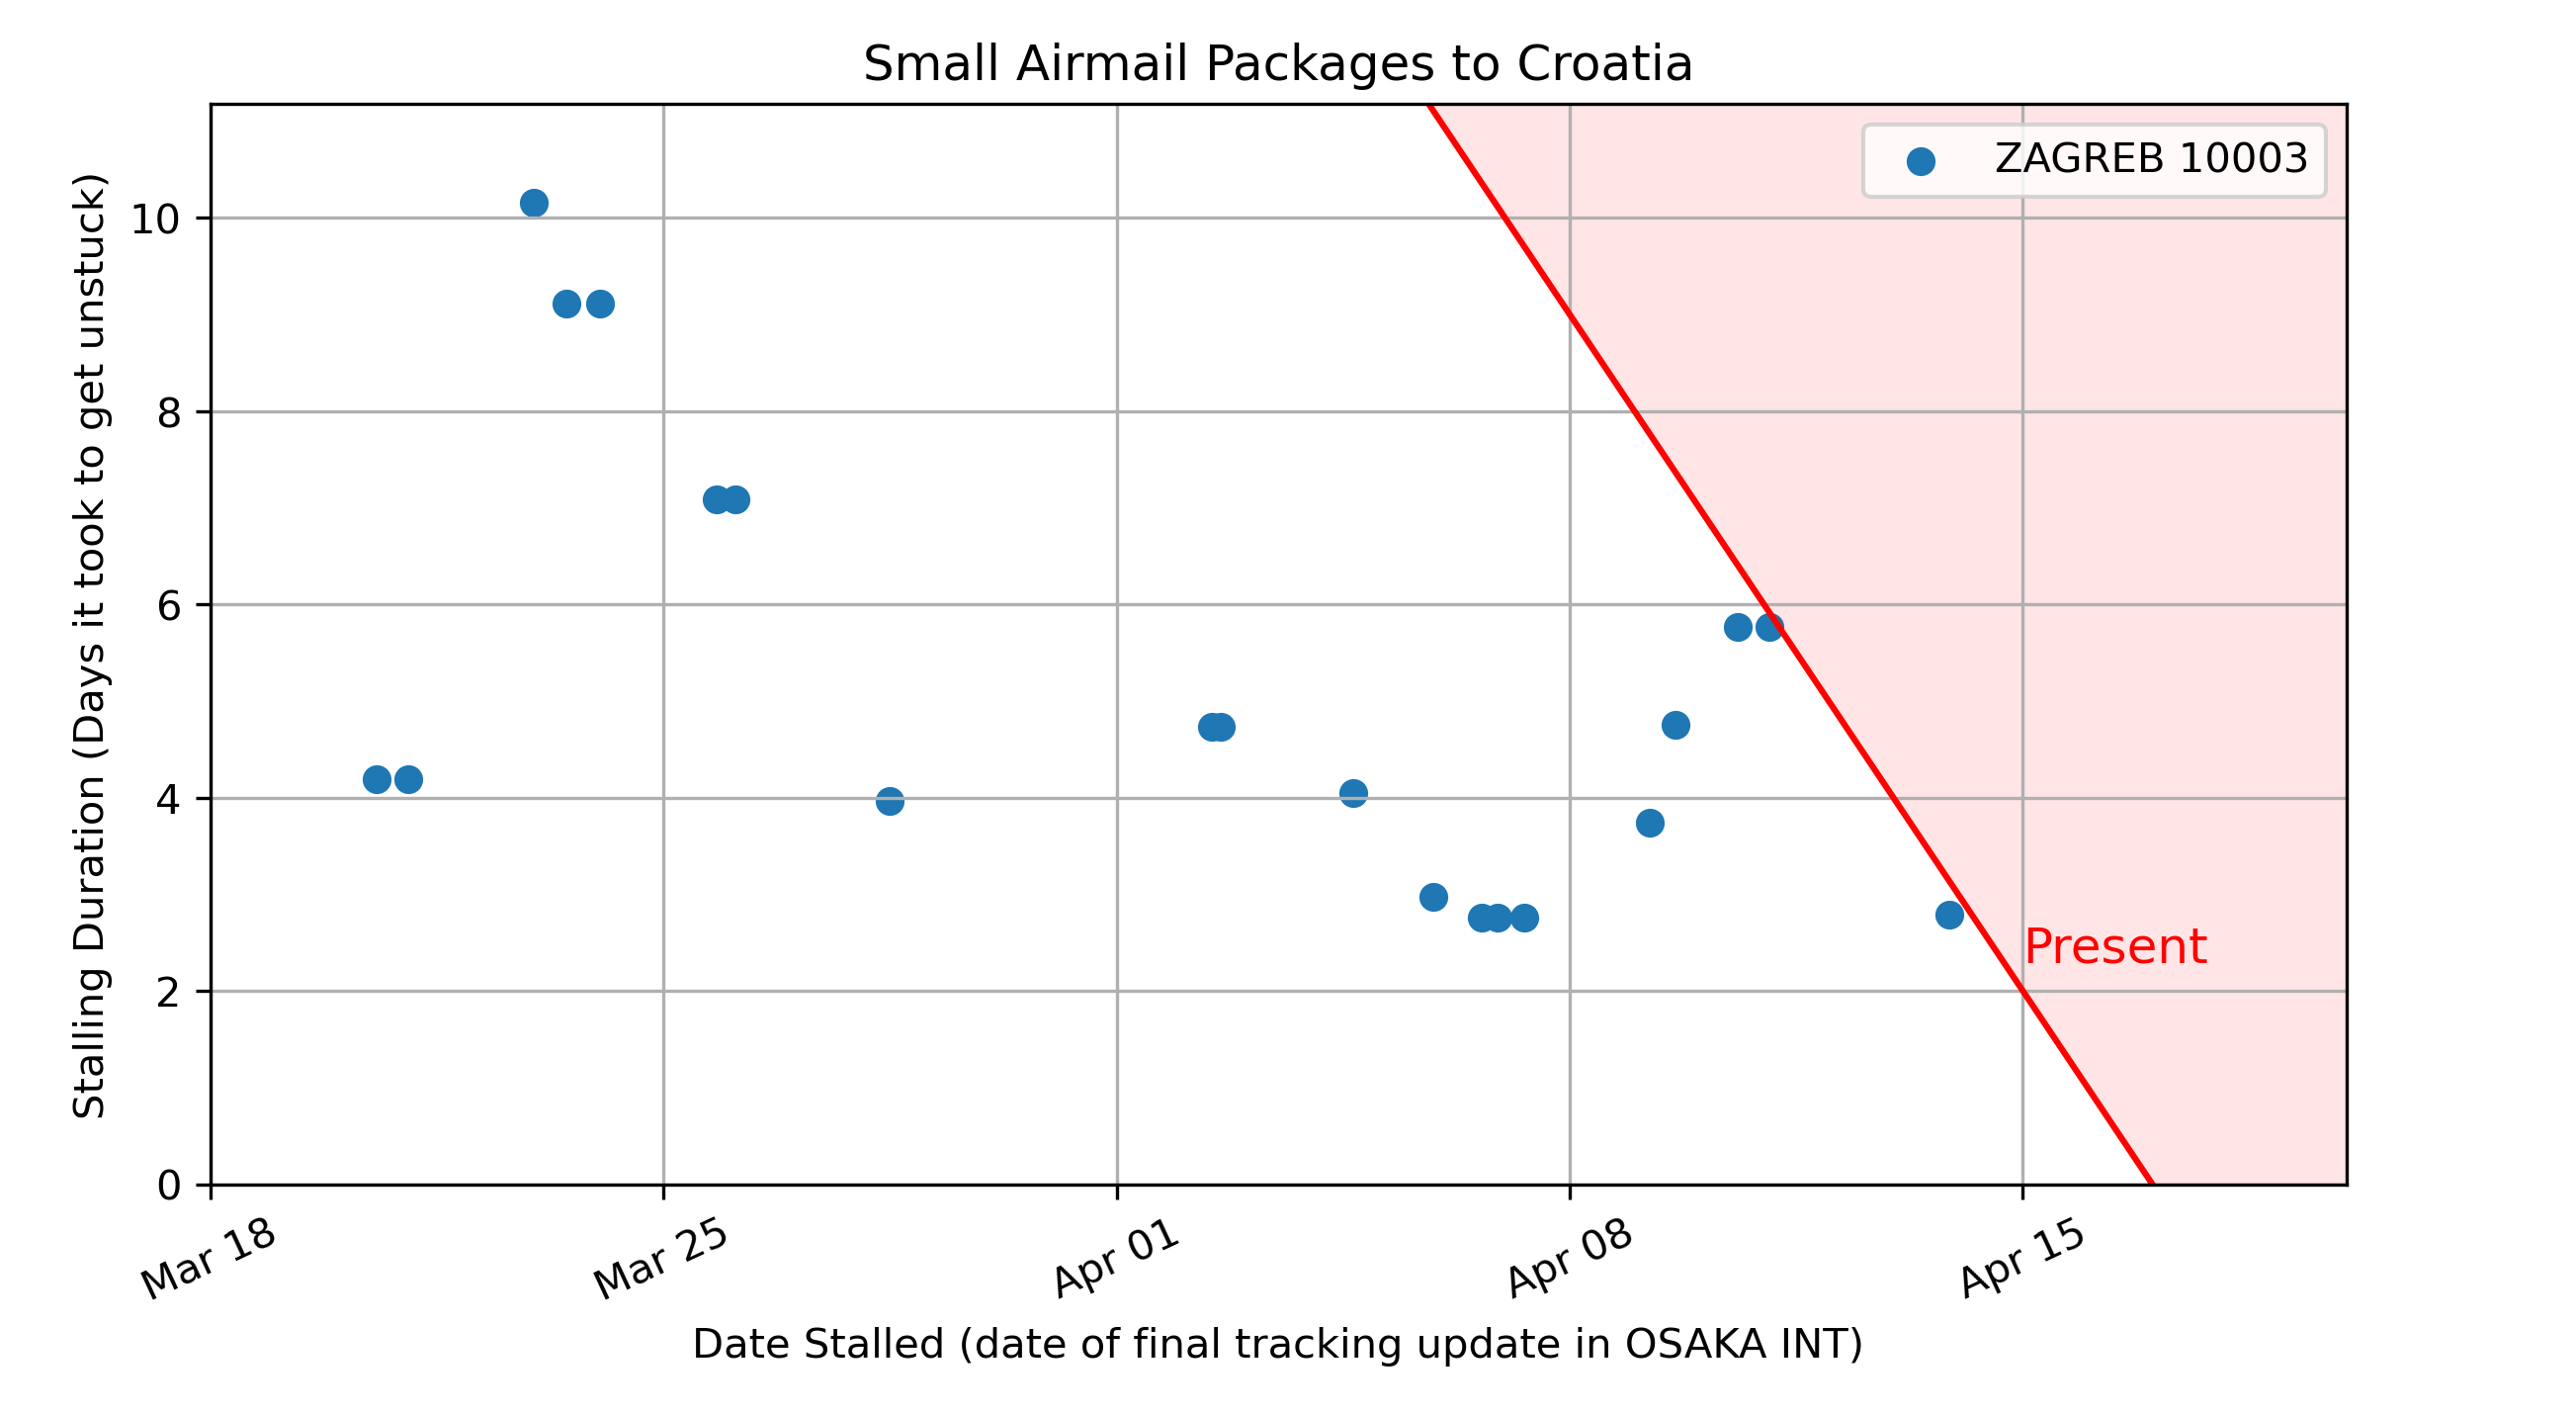 Small Airmail Packages to Croatia
ZAGREB 10003
Stalling Duration (Days it took to get unstuck)
10
8
6
4
2
0
Present
Mar 18
Mar 25
Apr 01
Apr 08
Apr 15
Date Stalled (date of final tracking update in OSAKA INT)